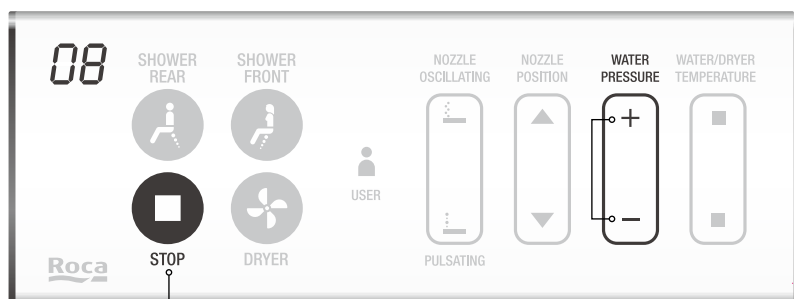 08
SHOWER
REAR
SHOWER
FRONT
NOZZLE
OSCILLATING
NOZZLE
POSITION
WATER
PRESSURE
WATER/DRYER
TEMPERATURE
+
−
USER
STOP
DRYER
PULSATING
Roca